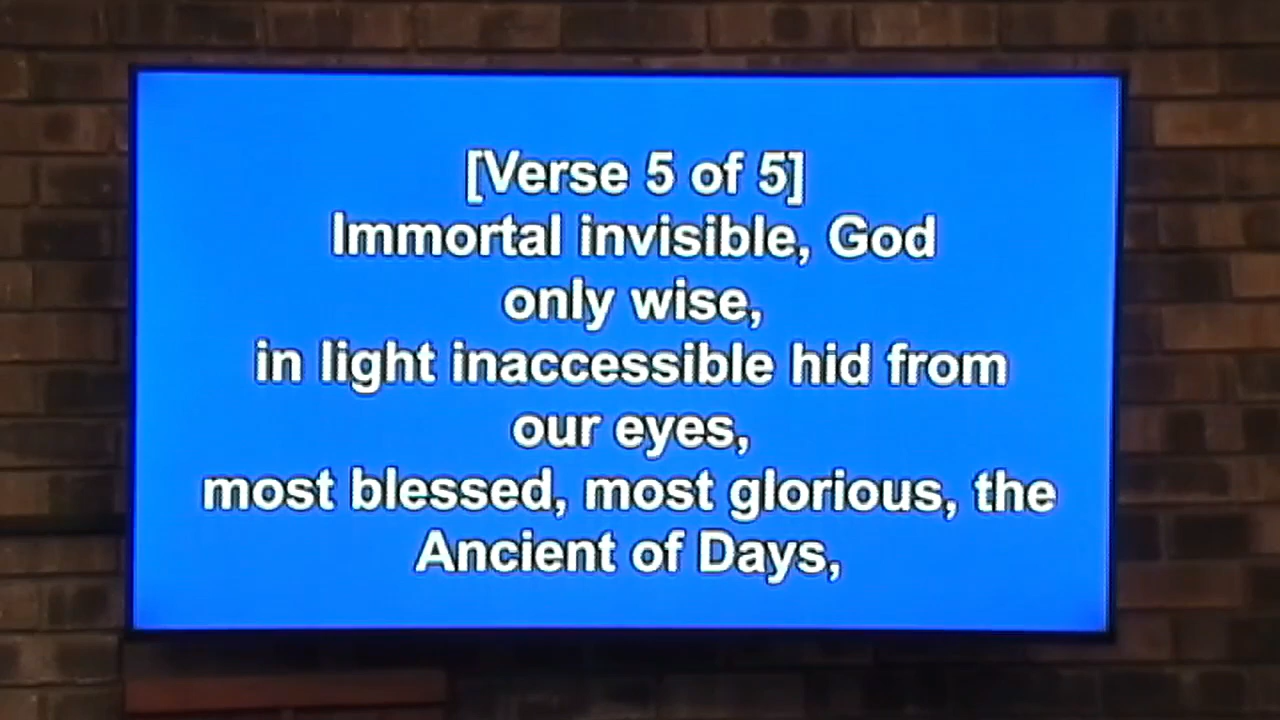 [Verse 5 of 5]
Immortal invisible, God
only wise,
in light inaccessible hid from
our eyes,
most blessed, most glorious, the
Ancient of Days,